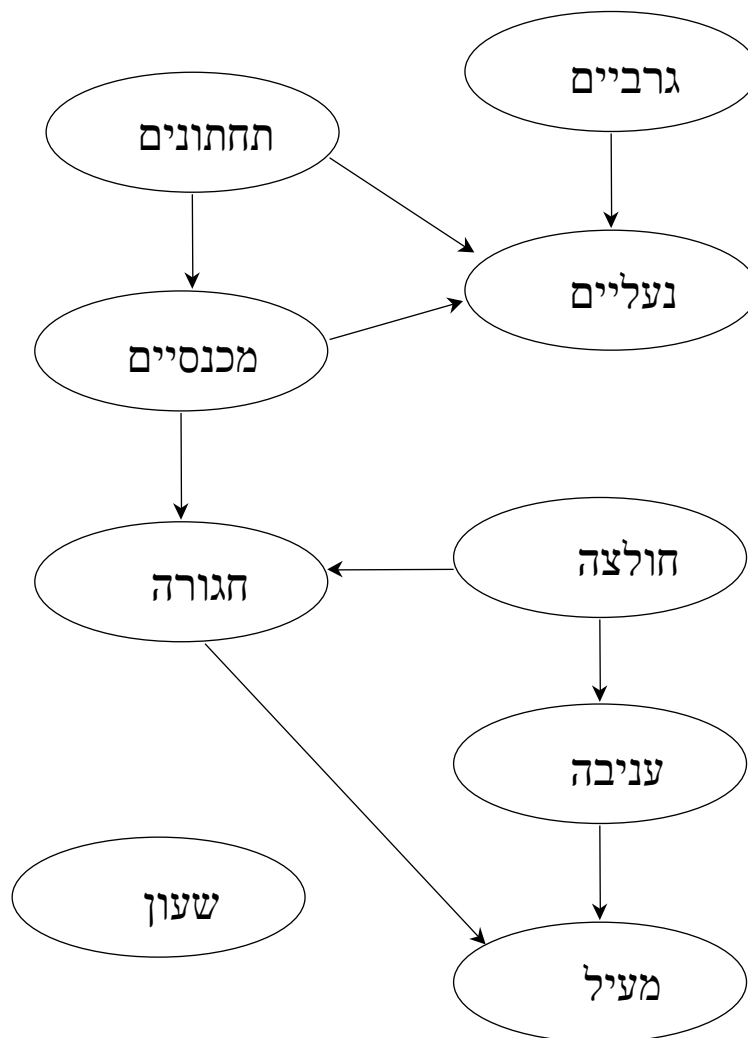 גרביים
תחתונים
נעליים
מכנסיים
חולצה
חגורה
עניבה
שעון
מעיל